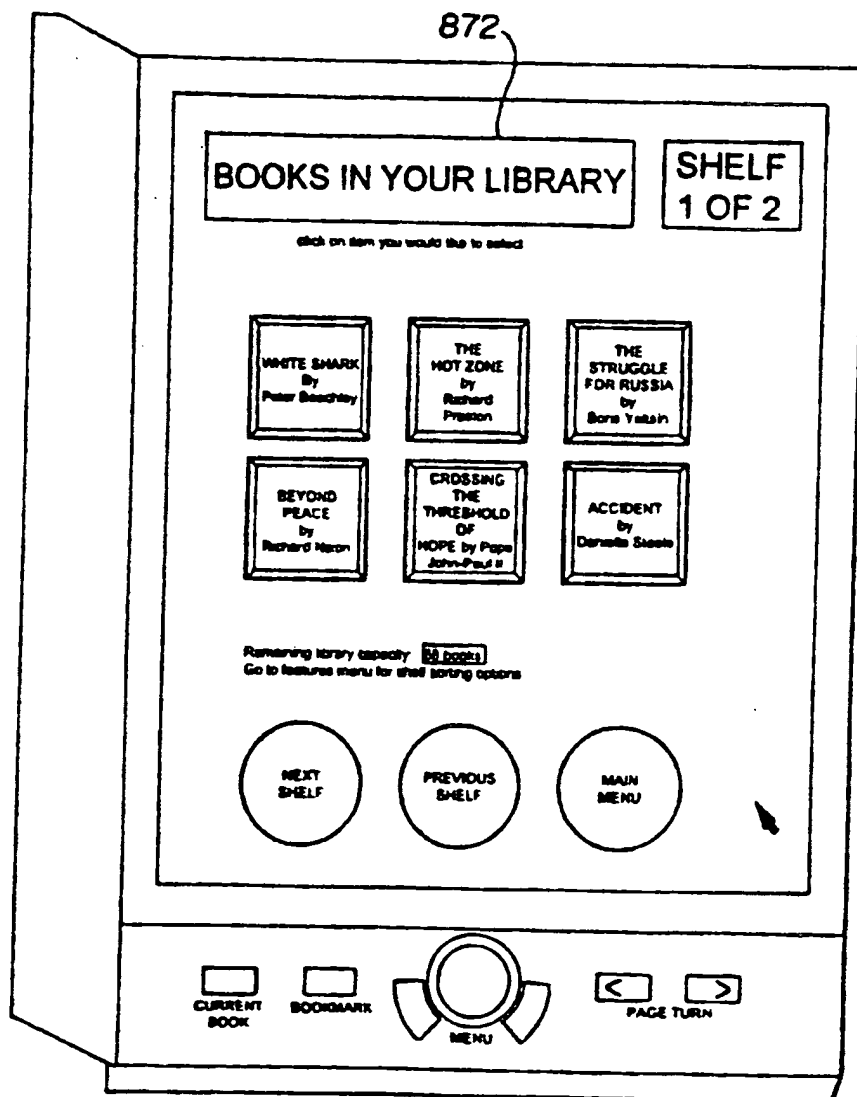 872
BOOKS IN YOUR LIBRARY
SHELF
1 OF 2
click on item you would like to select
WHITE SHARK
By
Peter Benchley
THE
HOT ZONE
by
Richard
Preston
THE
STRUGGLE
FOR RUSSIA
by
Boris Yeltsin
BEYOND
PEACE
by
Richard Nixon
CROSSING
THE
THRESHOLD
OF
HOPE by Pope
John-Paul II
ACCIDENT
by
Danielle Steele
Remaining library capacity books
Go to features menu for shelf sorting options
NEXT
SHELF
PREVIOUS
SHELF
MAIN
MENU
CURRENT
BOOK
BOOKMARK
MENU
< >
PAGE TURN